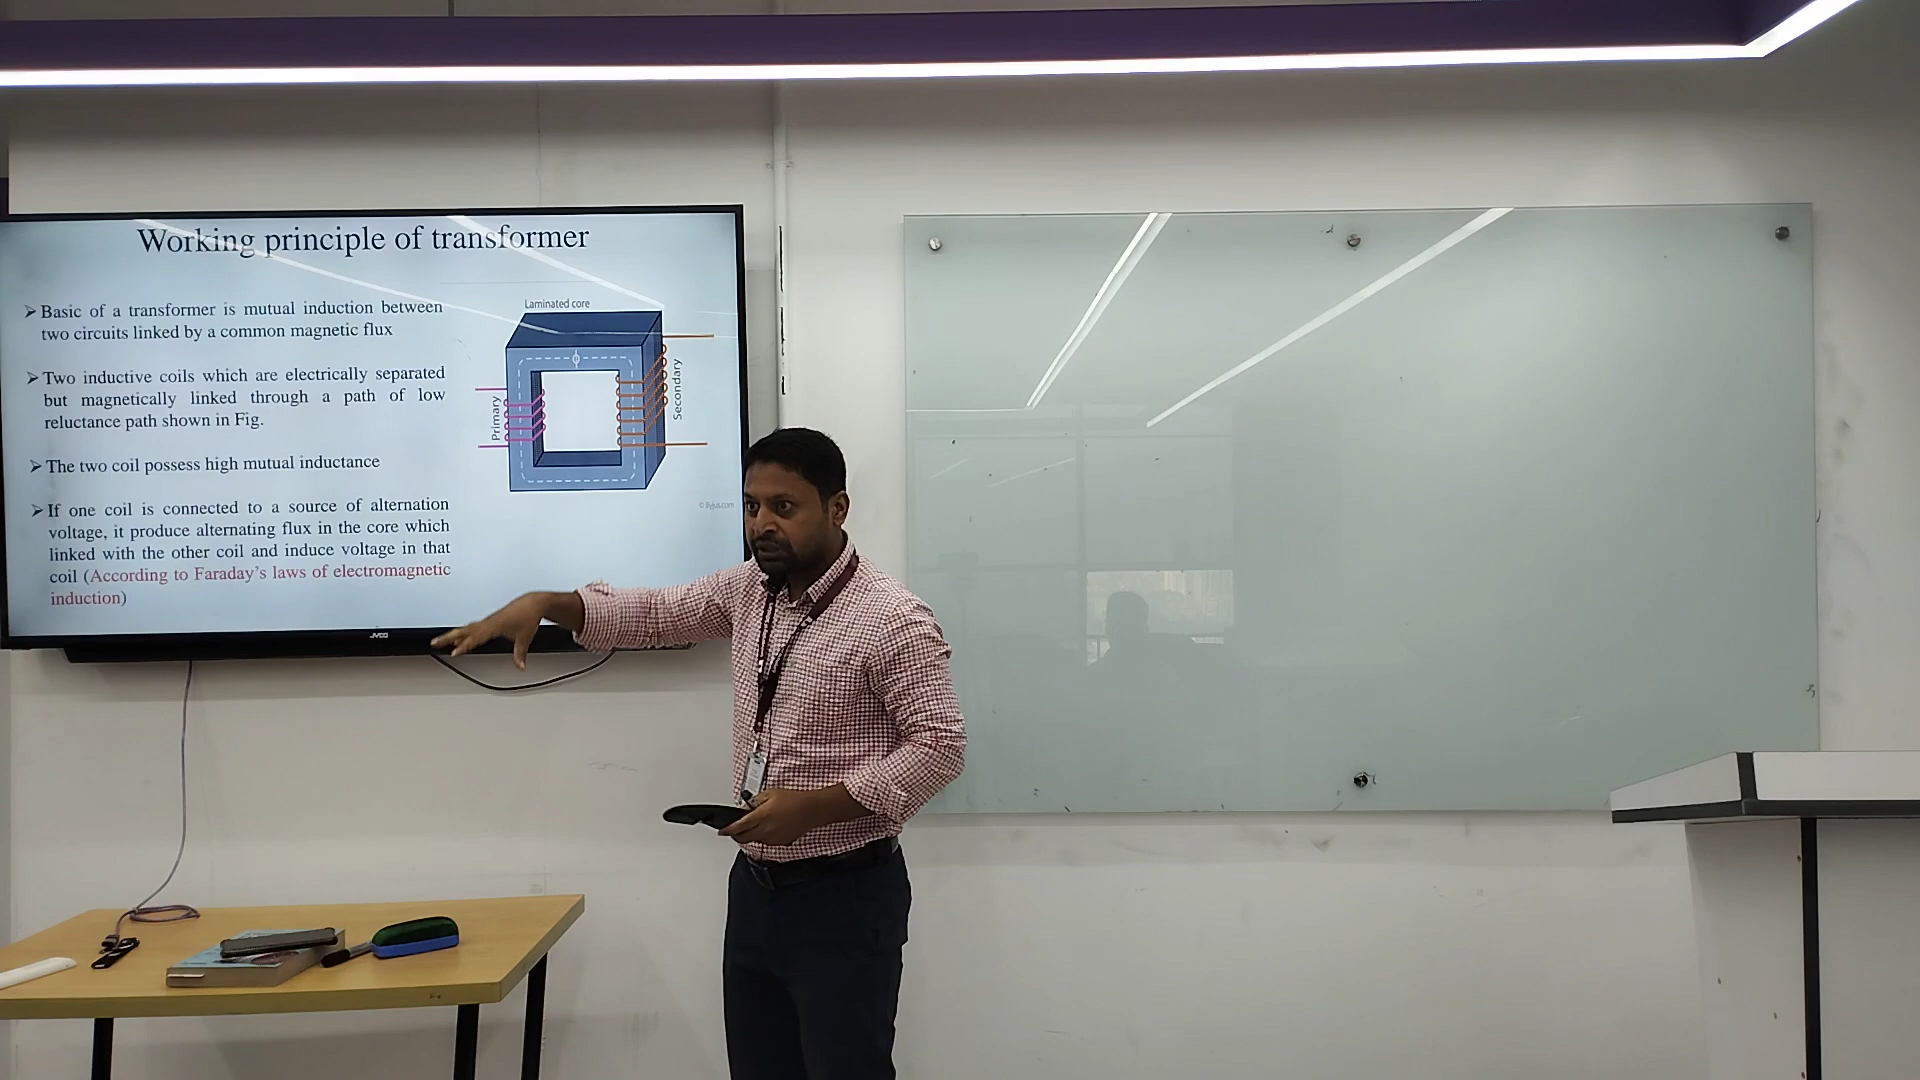 Working principle of transformer
➢ Basic of a transformer is mutual induction between
two circuits linked by a common magnetic flux
➢ Two inductive coils which are electrically separated
but magnetically linked through a path of low
reluctance path shown in Fig.
➢ The two coil possess high mutual inductance
➢ If one coil is connected to a source of alternation
voltage, it produce alternating flux in the core which
linked with the other coil and induce voltage in that
coil (According to Faraday’s laws of electromagnetic
induction)
Laminated core
Primary
Secondary
© Byjus.com
JVCO